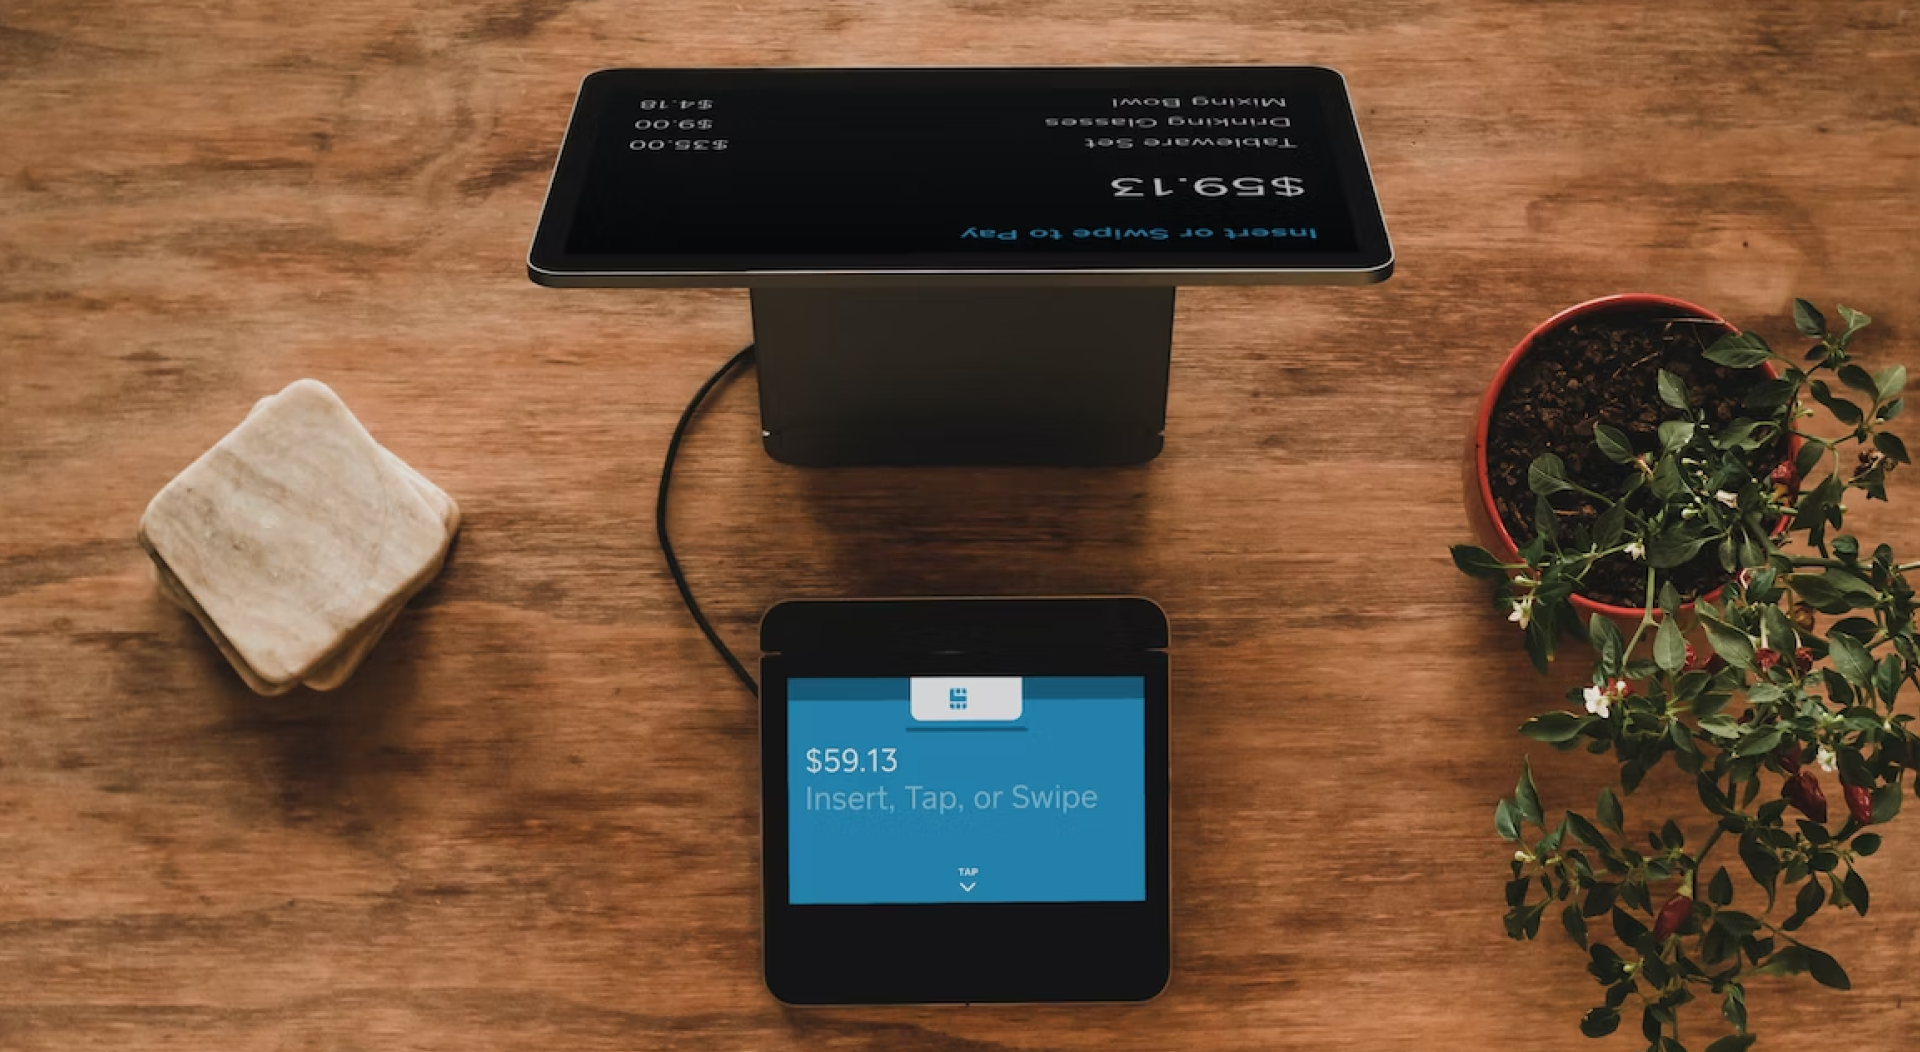 Insert or Swipe to Pay
$59.13
Tableware Set $35.00
Drinking Glasses $9.00
Mixing Bowl $4.18
$59.13
Insert, Tap, or Swipe
TAP